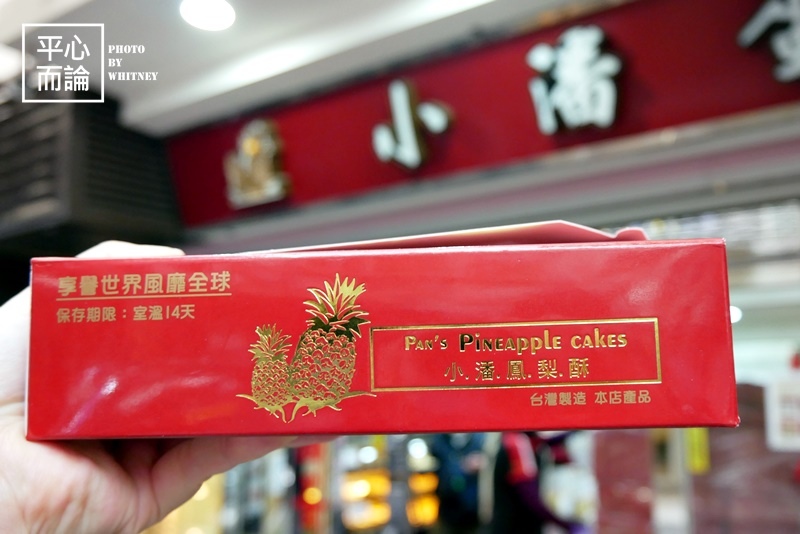 平心
而論
PHOTO
BY
WHITNEY
小潘
享譽世界風靡全球
保存期限：室溫14天
PAN'S PINEAPPLE CAKES
小.潘.鳳.梨.酥
台灣製造 本店產品